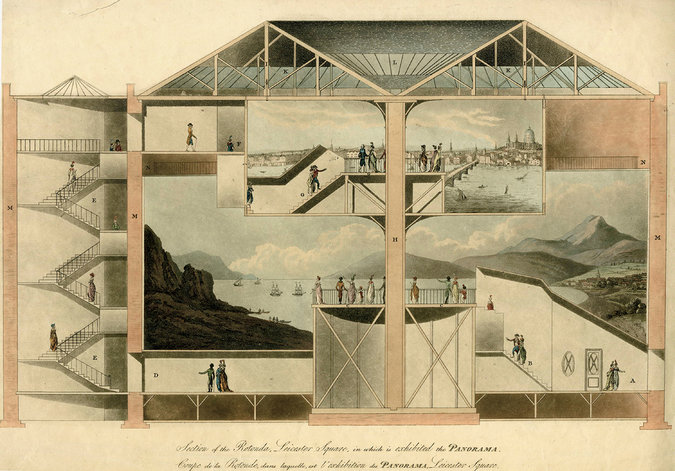 K L K
F
N N
E G
M M H M
E
D B A
Section of the Rotunda, Leicester Square, in which is exhibited the PANORAMA.
Coupe de la Rotonde, dans laquelle est l'exhibition du PANORAMA, Leicester Square.